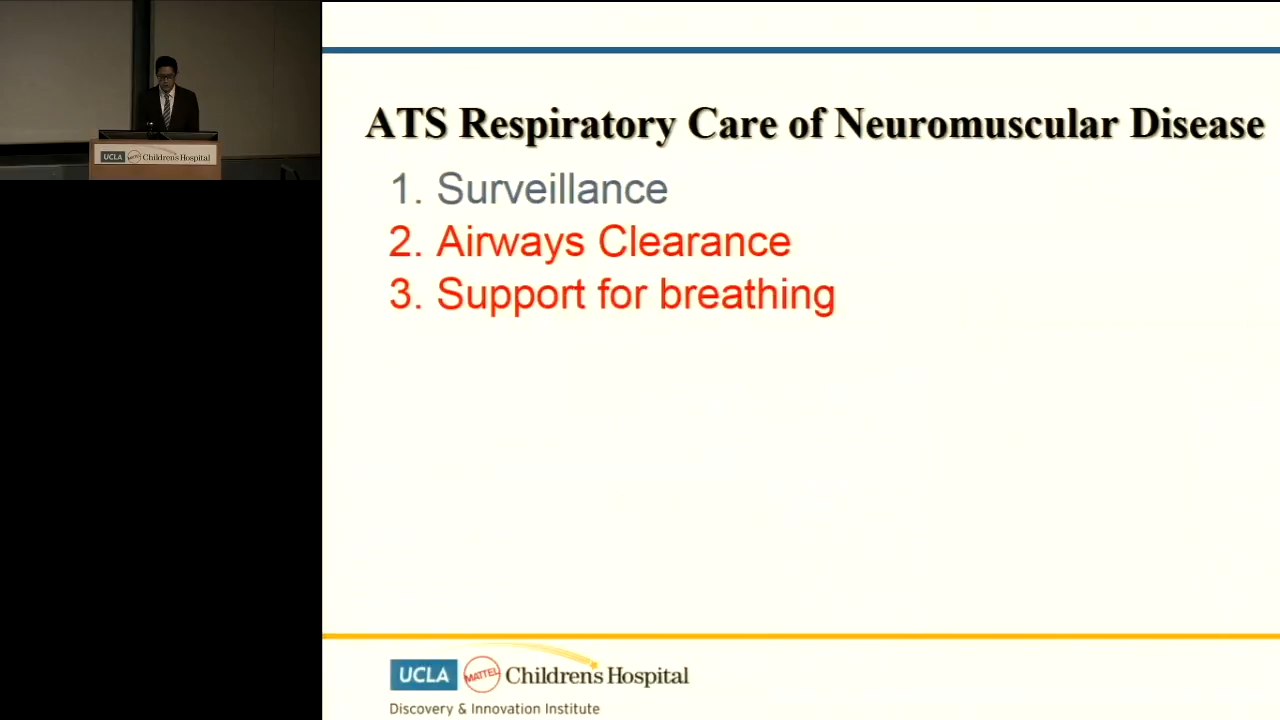 ATS Respiratory Care of Neuromuscular Disease
1. Surveillance
2. Airways Clearance
3. Support for breathing
UCLA MATTEL Children's Hospital
Discovery & Innovation Institute
UCLA Children's Hospital